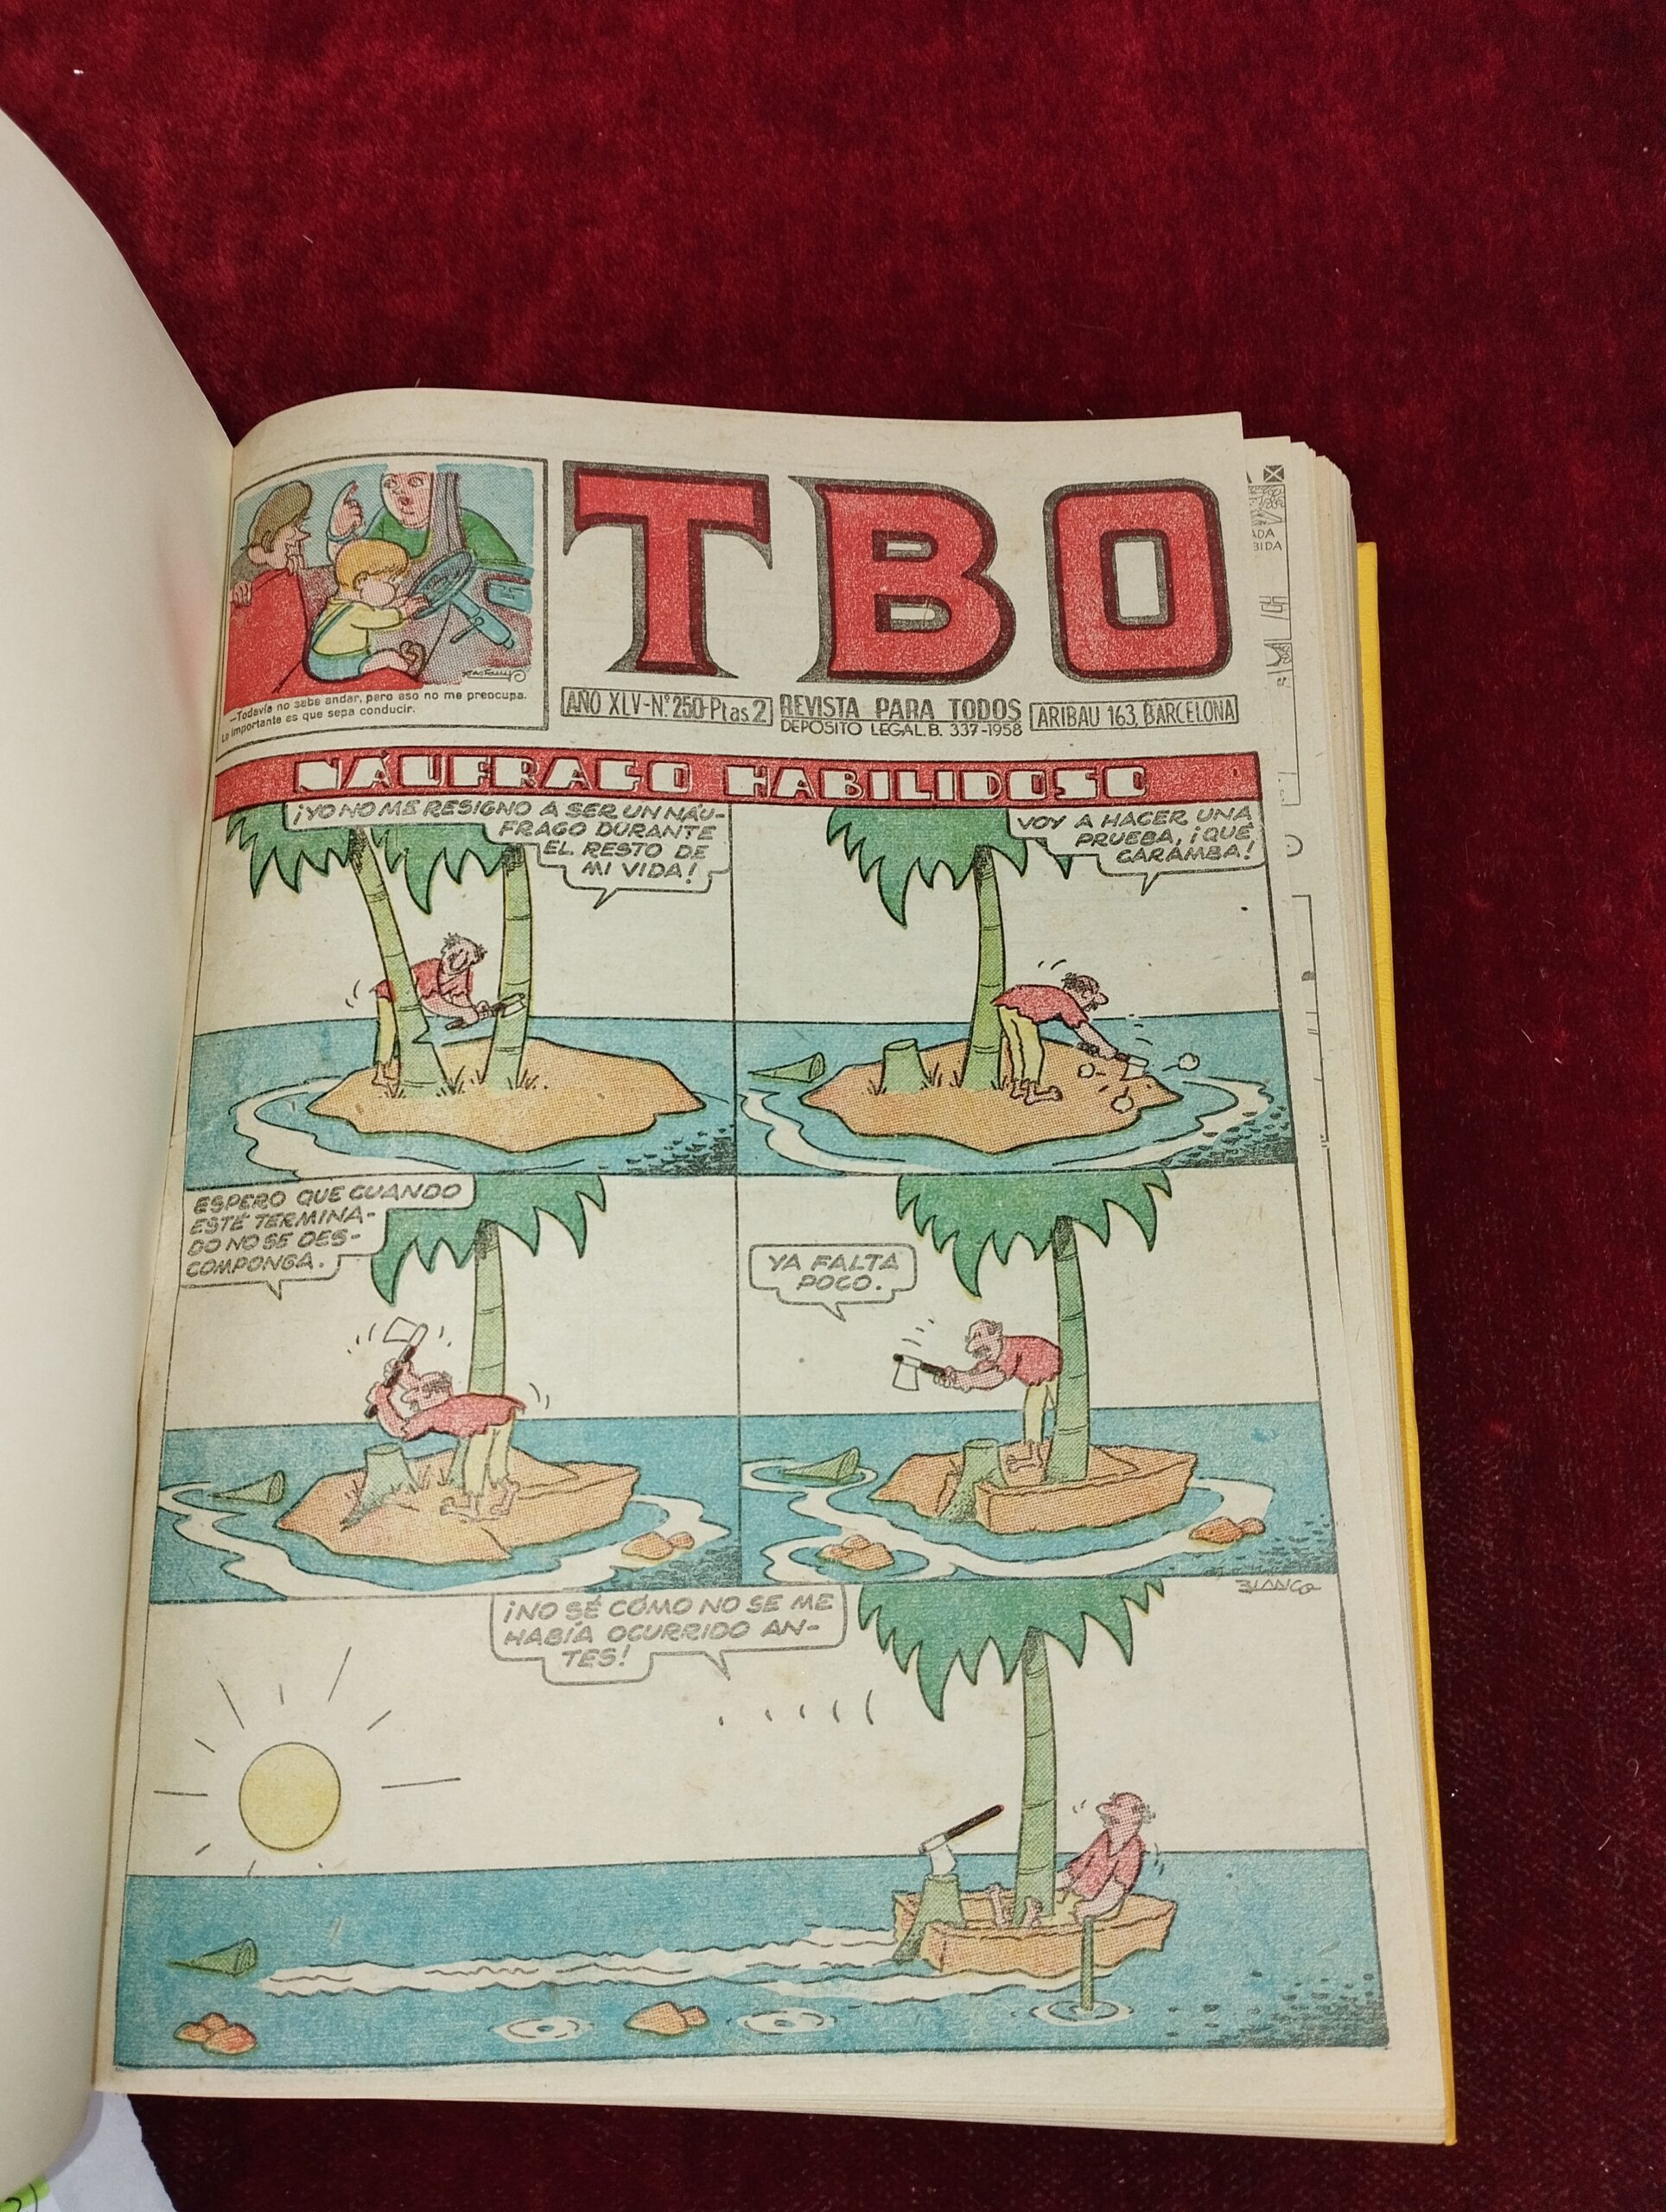 TBO
—Todavía no sabe andar, pero eso no me preocupa.
Lo importante es que sepa conducir.
AÑO XLV-N.º 250-Ptas. 2
REVISTA PARA TODOS
DEPOSITO LEGAL. B. 337-1958
ARIBAU 163, BARCELONA
NÁUFRAGO HABILIDOSO
¡YO NO ME RESIGNO A SER UN NÁU-
FRAGO DURANTE
EL RESTO DE
MI VIDA!
VOY A HACER UNA
PRUEBA, ¡QUÉ
CARAMBA!
ESPERO QUE CUANDO
ESTÉ TERMINA-
DO NO SE DES-
COMPONGA.
YA FALTA
POCO.
BLANCO
¡NO SÉ CÓMO NO SE ME
HABÍA OCURRIDO AN-
TES!
ADA
BIDA